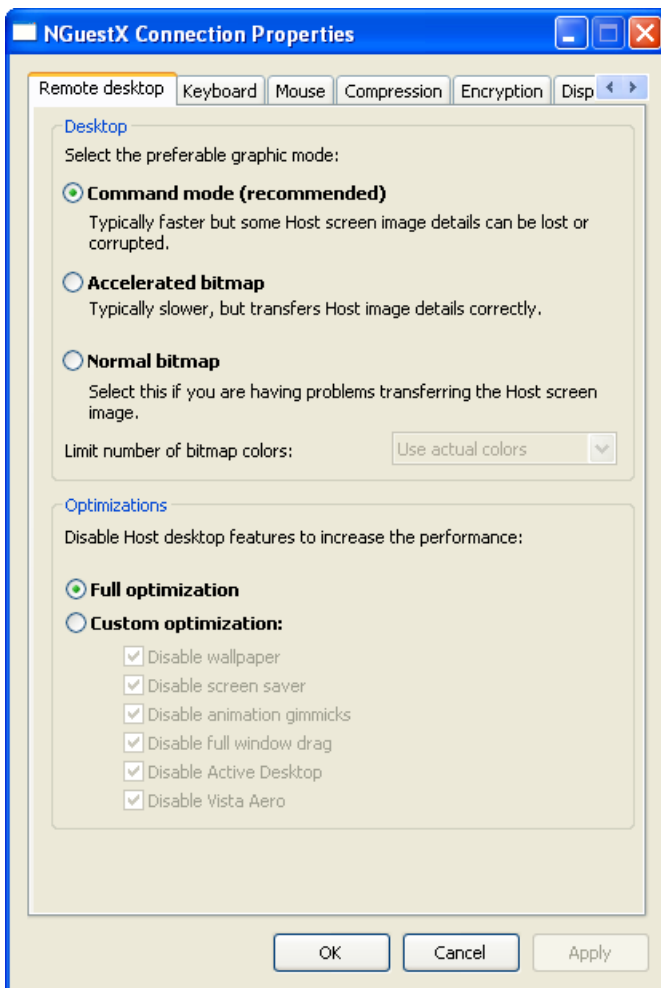 NGuestX Connection Properties
Remote desktop Keyboard Mouse Compression Encryption Disp
Desktop
Select the preferable graphic mode:
Command mode (recommended)
Typically faster but some Host screen image details can be lost or
corrupted.
Accelerated bitmap
Typically slower, but transfers Host image details correctly.
Normal bitmap
Select this if you are having problems transferring the Host screen
image.
Limit number of bitmap colors: Use actual colors
Optimizations
Disable Host desktop features to increase the performance:
Full optimization
Custom optimization:
Disable wallpaper
Disable screen saver
Disable animation gimmicks
Disable full window drag
Disable Active Desktop
Disable Vista Aero
OK Cancel Apply